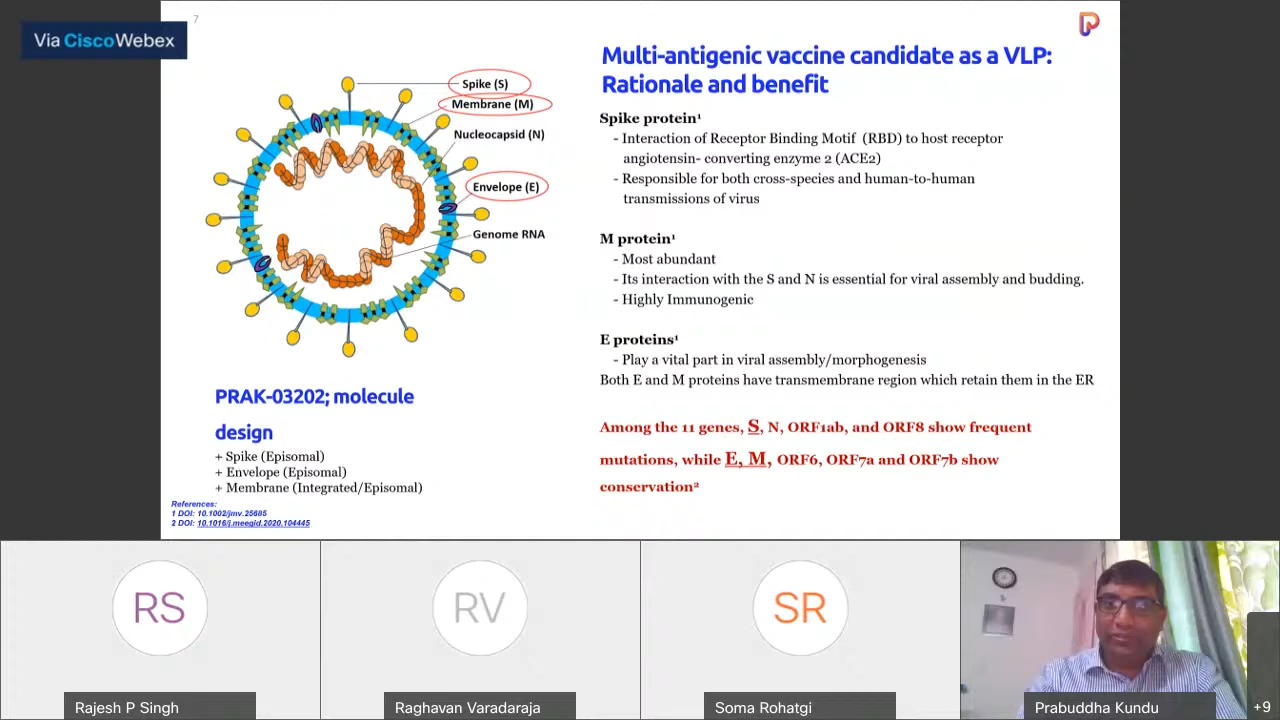 7
Via CiscoWebex
Spike (S)
Membrane (M)
Nucleocapsid (N)
Envelope (E)
Genome RNA
PRAK-03202; molecule
design
+ Spike (Episomal)
+ Envelope (Episomal)
+ Membrane (Integrated/Episomal)
References:
1 DOI: 10.1002/jmv.25685
2 DOI: 10.1016/j.meegid.2020.104445
Multi-antigenic vaccine candidate as a VLP:
Rationale and benefit
Spike protein¹
- Interaction of Receptor Binding Motif (RBD) to host receptor
angiotensin- converting enzyme 2 (ACE2)
- Responsible for both cross-species and human-to-human
transmissions of virus
M protein¹
- Most abundant
- Its interaction with the S and N is essential for viral assembly and budding.
- Highly Immunogenic
E proteins¹
- Play a vital part in viral assembly/morphogenesis
Both E and M proteins have transmembrane region which retain them in the ER
Among the 11 genes, S, N, ORF1ab, and ORF8 show frequent
mutations, while E, M, ORF6, ORF7a and ORF7b show
conservation²
RS
RV
SR
Rajesh P Singh
Raghavan Varadaraja
Soma Rohatgi
Prabuddha Kundu
+9